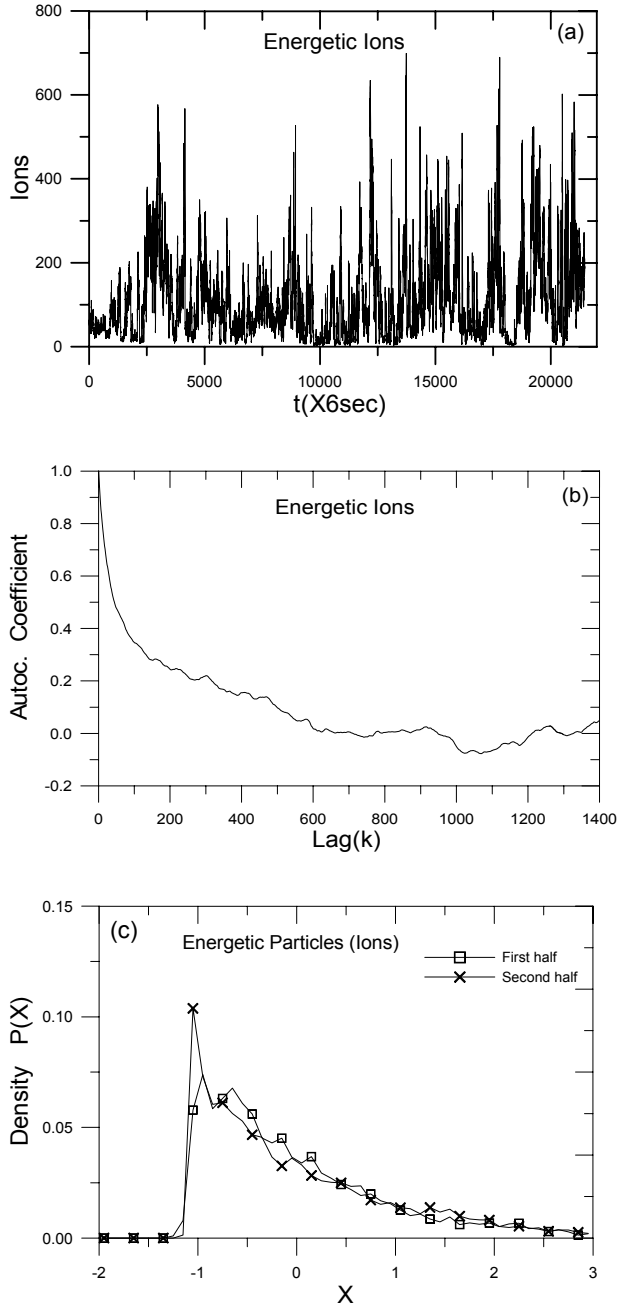 800
Energetic Ions
(a)
600
400
200
0
Ions
0
5000
10000
15000
20000
t(X6sec)
1.0
Energetic Ions
(b)
0.8
0.6
0.4
0.2
0.0
-0.2
Autoc. Coefficient
0
200
400
600
800
1000
1200
1400
Lag(k)
0.15
(c)
Energetic Particles (Ions)
First half
Second half
0.10
0.05
0.00
Density P(X)
-2
-1
0
1
2
3
X